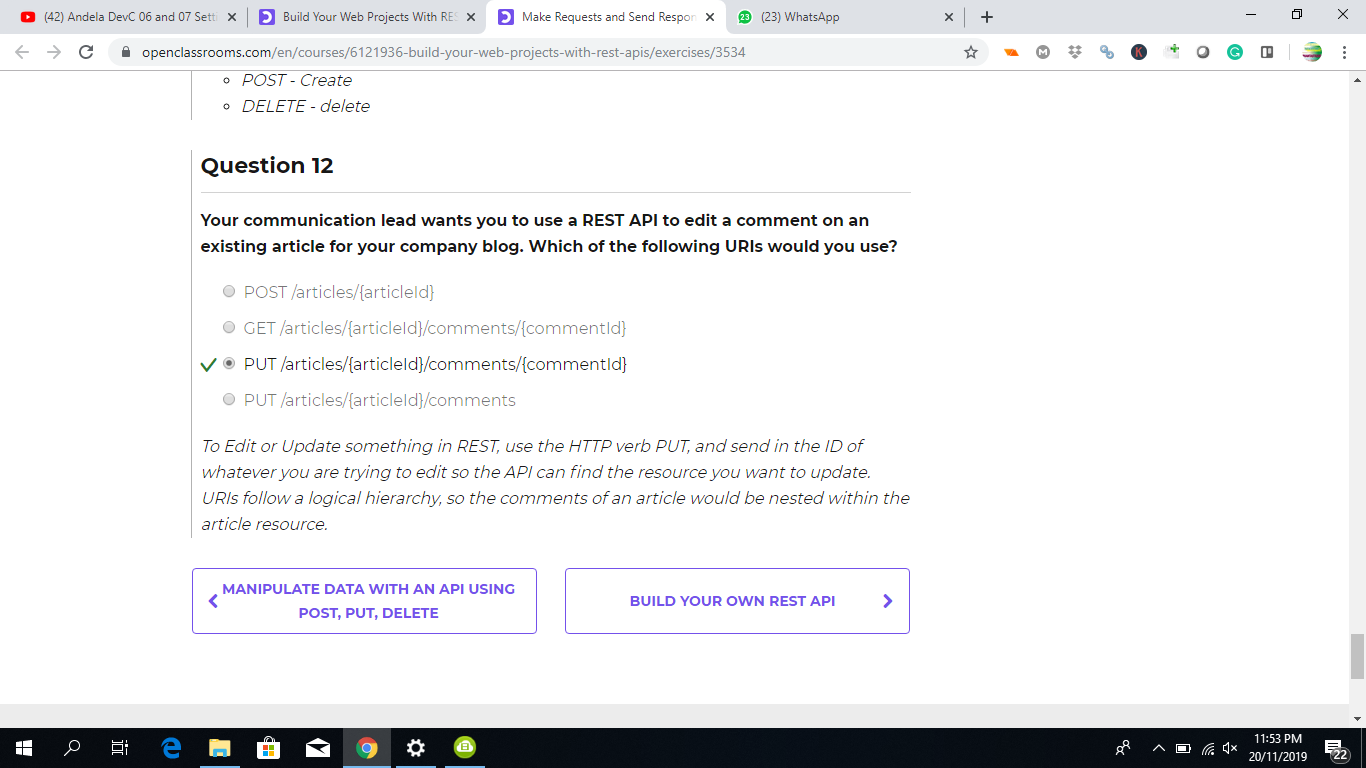 (42) Andela DevC 06 and 07 Setti
Build Your Web Projects With RES
Make Requests and Send Respon
(23) WhatsApp
openclassrooms.com/en/courses/6121936-build-your-web-projects-with-rest-apis/exercises/3534
POST - Create
DELETE - delete
Question 12
Your communication lead wants you to use a REST API to edit a comment on an
existing article for your company blog. Which of the following URIs would you use?
POST /articles/{articleId}
GET /articles/{articleId}/comments/{commentId}
PUT /articles/{articleId}/comments/{commentId}
PUT /articles/{articleId}/comments
To Edit or Update something in REST, use the HTTP verb PUT, and send in the ID of
whatever you are trying to edit so the API can find the resource you want to update.
URIs follow a logical hierarchy, so the comments of an article would be nested within the
article resource.
MANIPULATE DATA WITH AN API USING
POST, PUT, DELETE
BUILD YOUR OWN REST API
11:53 PM
20/11/2019
22